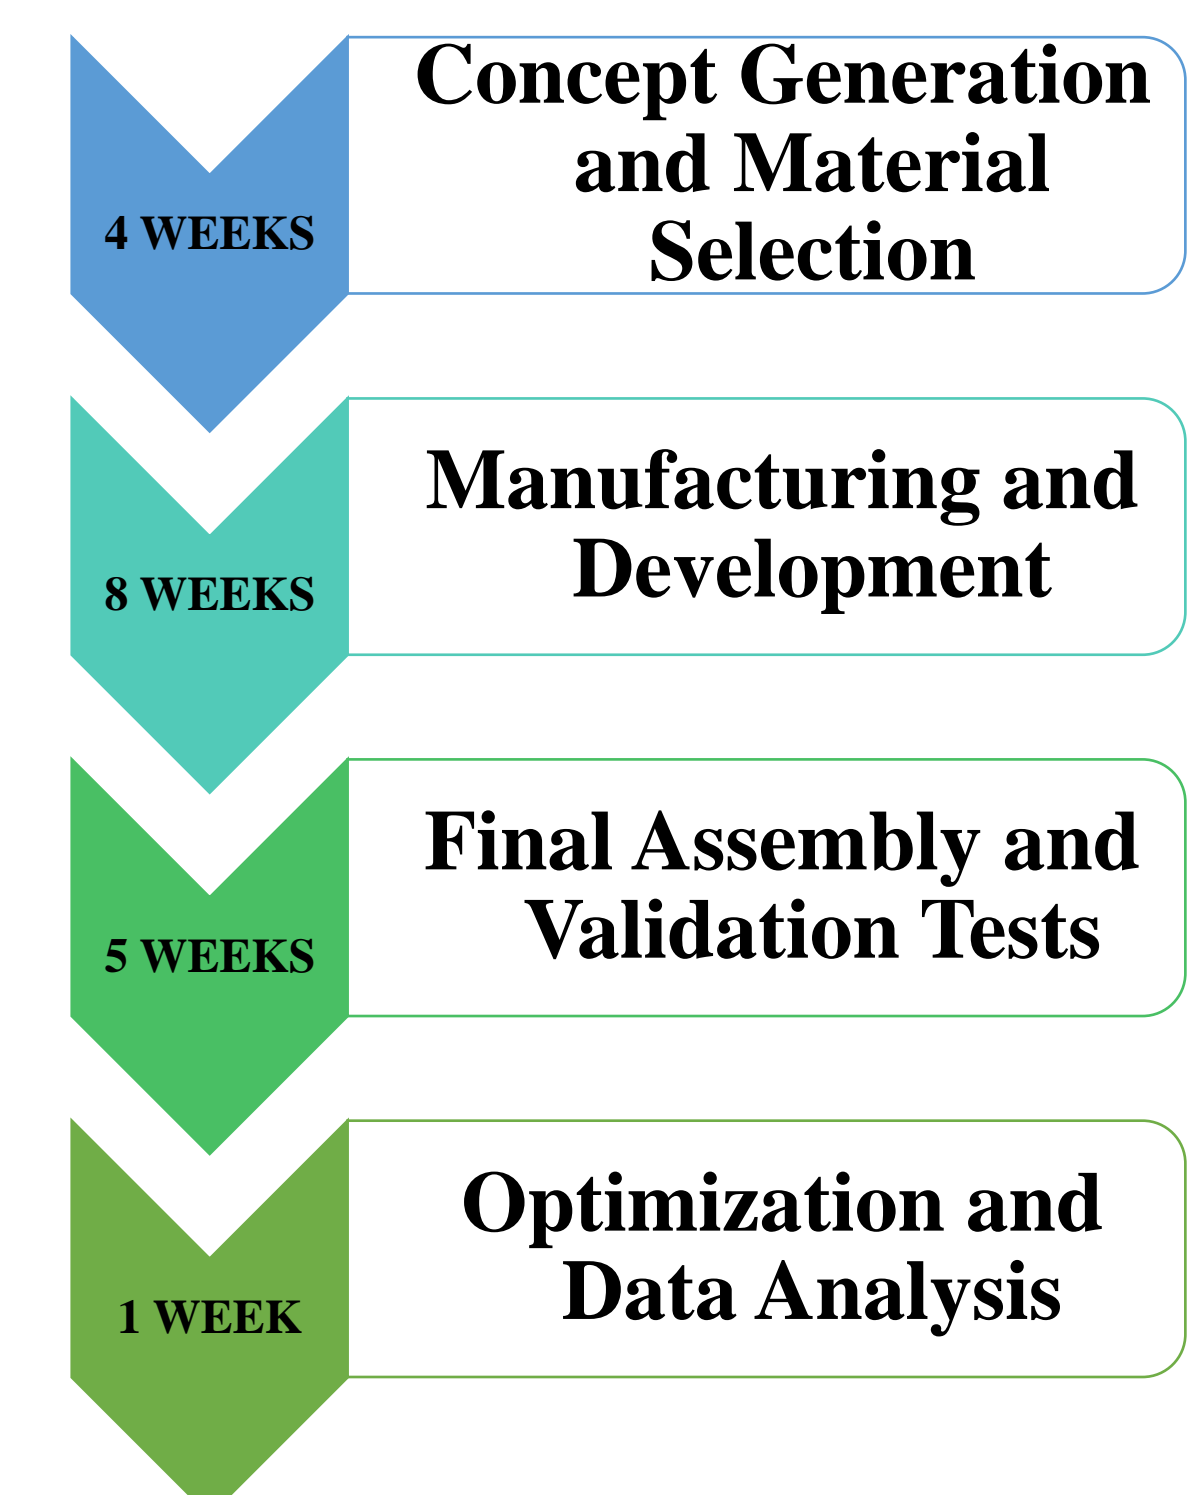 4 WEEKS
Concept Generation
and Material
Selection
8 WEEKS
Manufacturing and
Development
5 WEEKS
Final Assembly and
Validation Tests
1 WEEK
Optimization and
Data Analysis